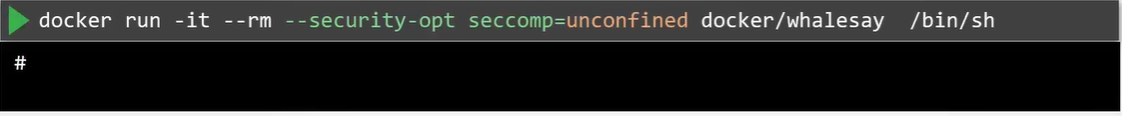 docker run -it --rm --security-opt seccomp=unconfined docker/whalesay  /bin/sh
#